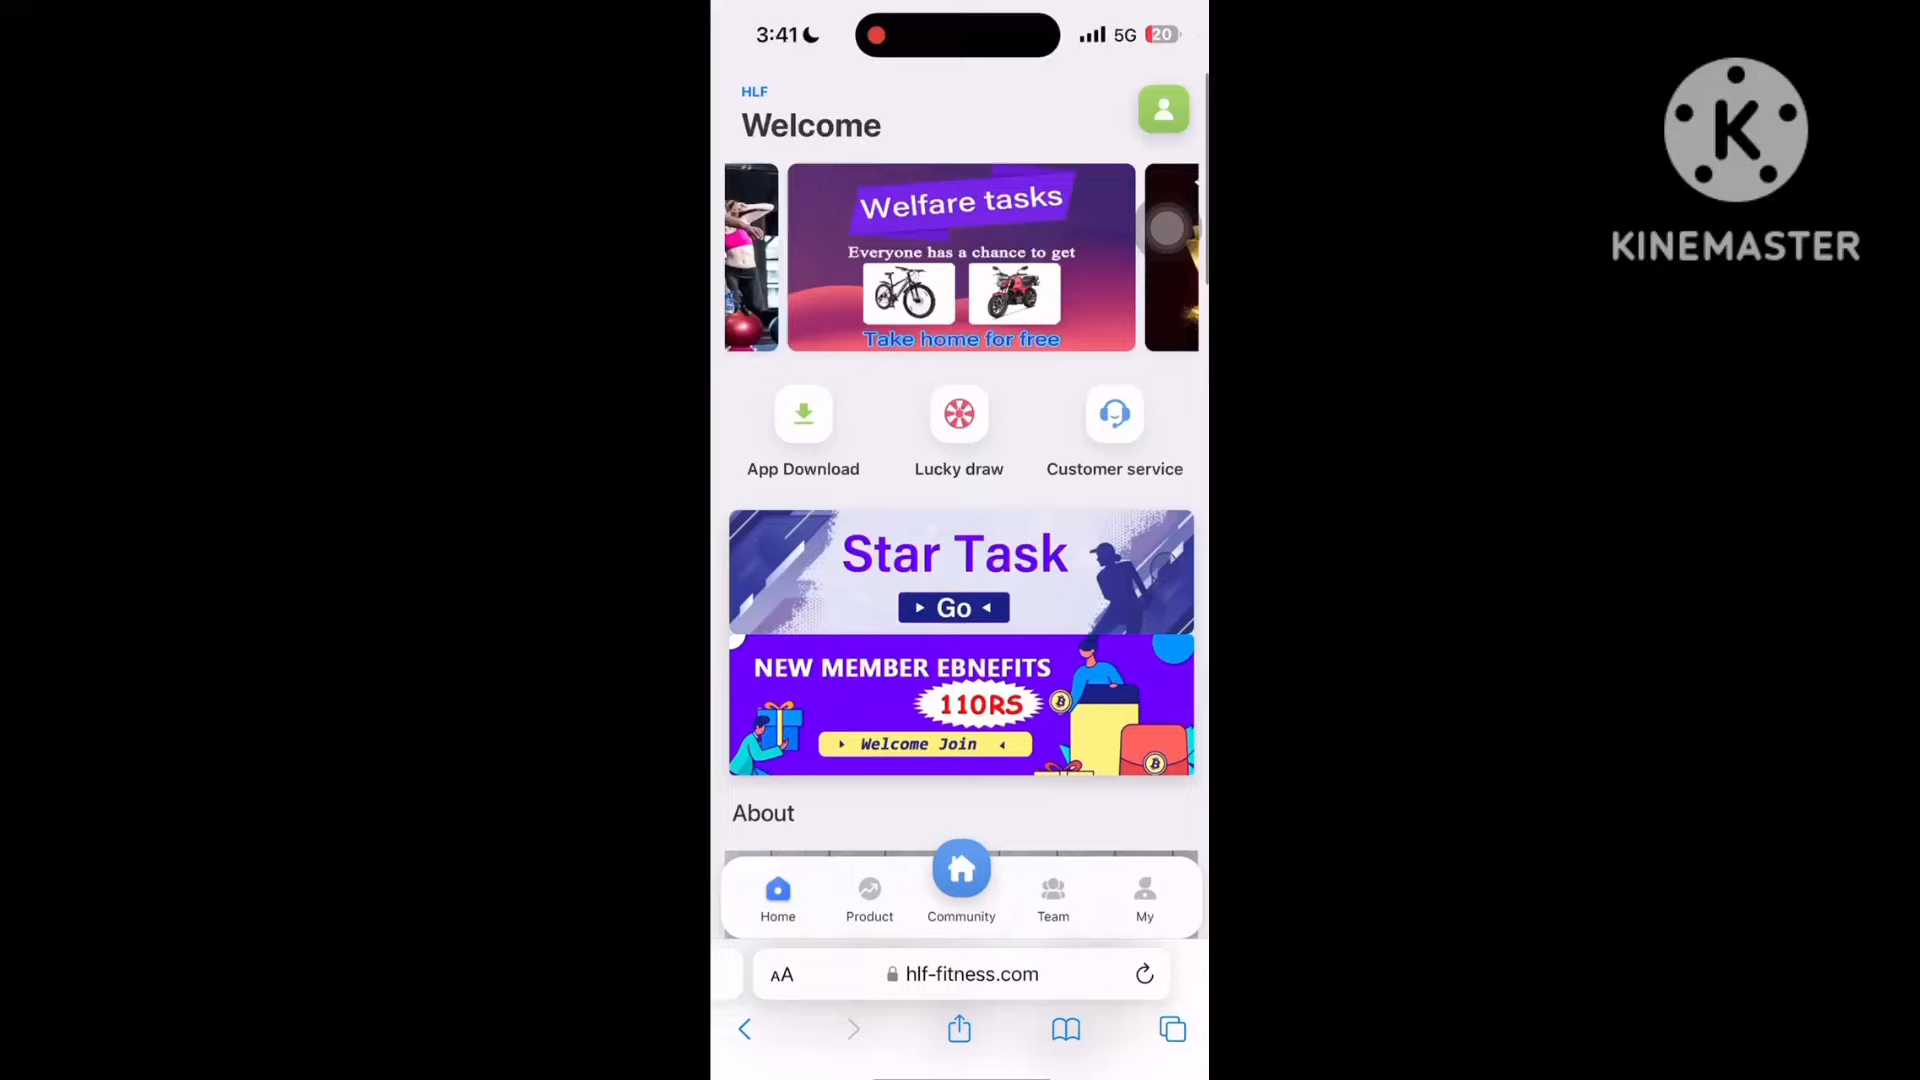 3:41
5G
20
HLF
Welcome
Welfare tasks
Everyone has a chance to get
Take home for free
App Download
Lucky draw
Customer service
Star Task
Go
NEW MEMBER EBNEFITS
110RS
Welcome Join
About
Home
Product
Community
Team
My
AA
hlf-fitness.com
K
KINEMASTER